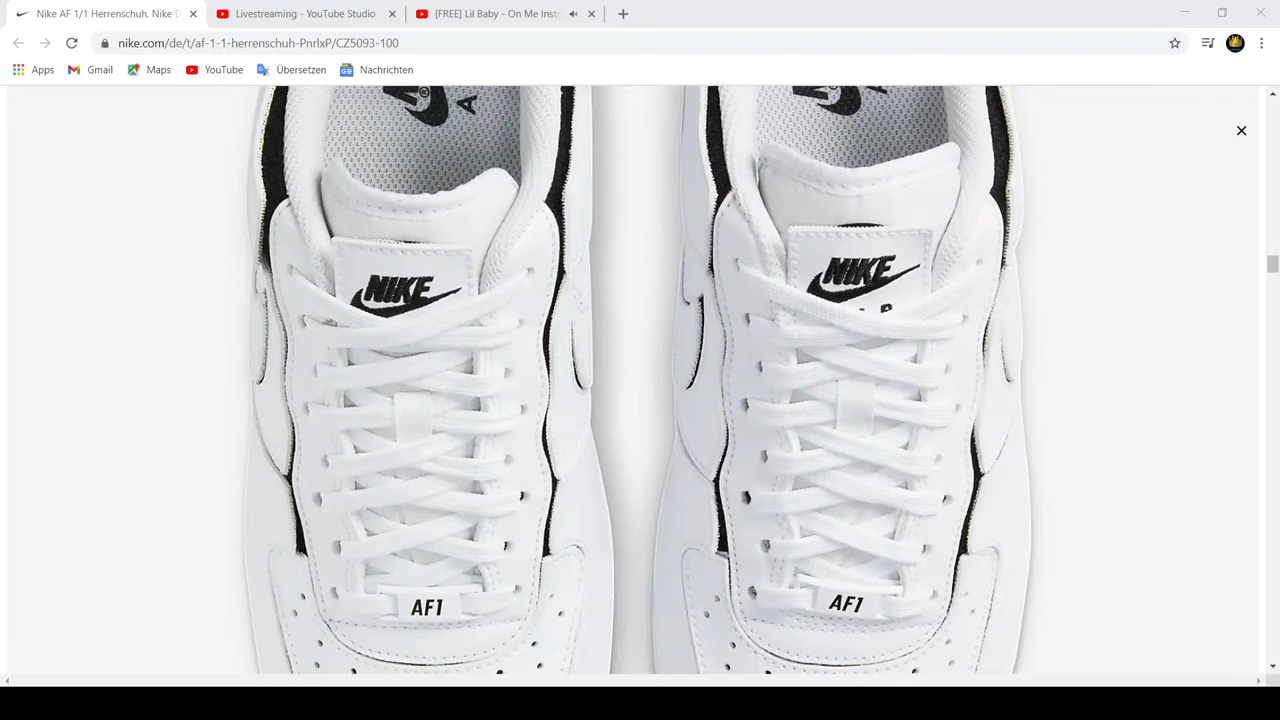 Nike AF 1/1 Herrenschuh. Nike D
Livestreaming - YouTube Studio
[FREE] Lil Baby - On Me Instr
nike.com/de/t/af-1-1-herrenschuh-PnrlxP/CZ5093-100
Apps
Gmail
Maps
YouTube
Übersetzen
Nachrichten
A
NIKE
NIKE
AF1
AF1